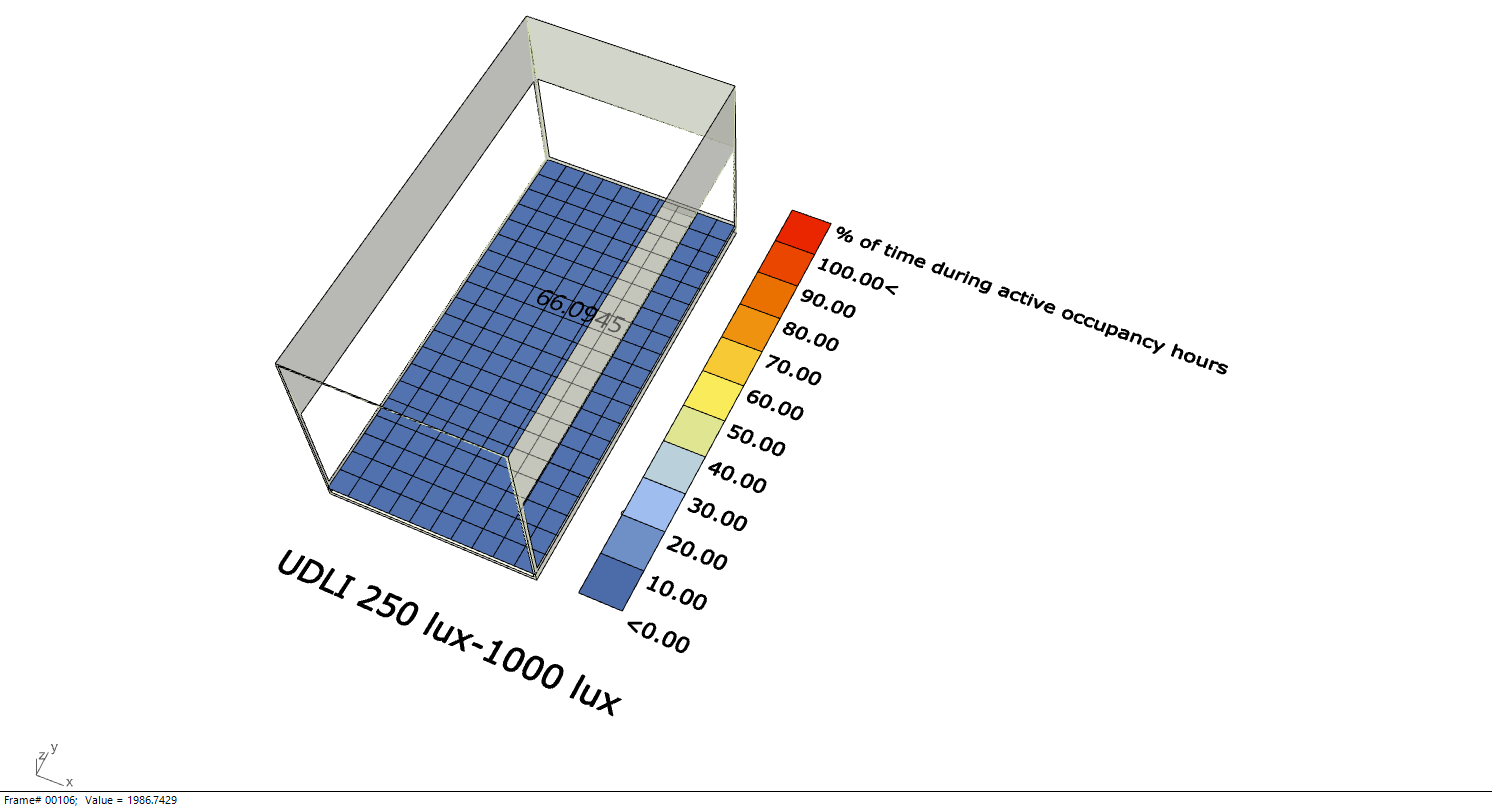 66.0945
% of time during active occupancy hours
100.00<
90.00
80.00
70.00
60.00
50.00
40.00
30.00
20.00
10.00
<0.00
UDLI 250 lux-1000 lux
z y
x
Frame# 00106; Value = 1986.7429